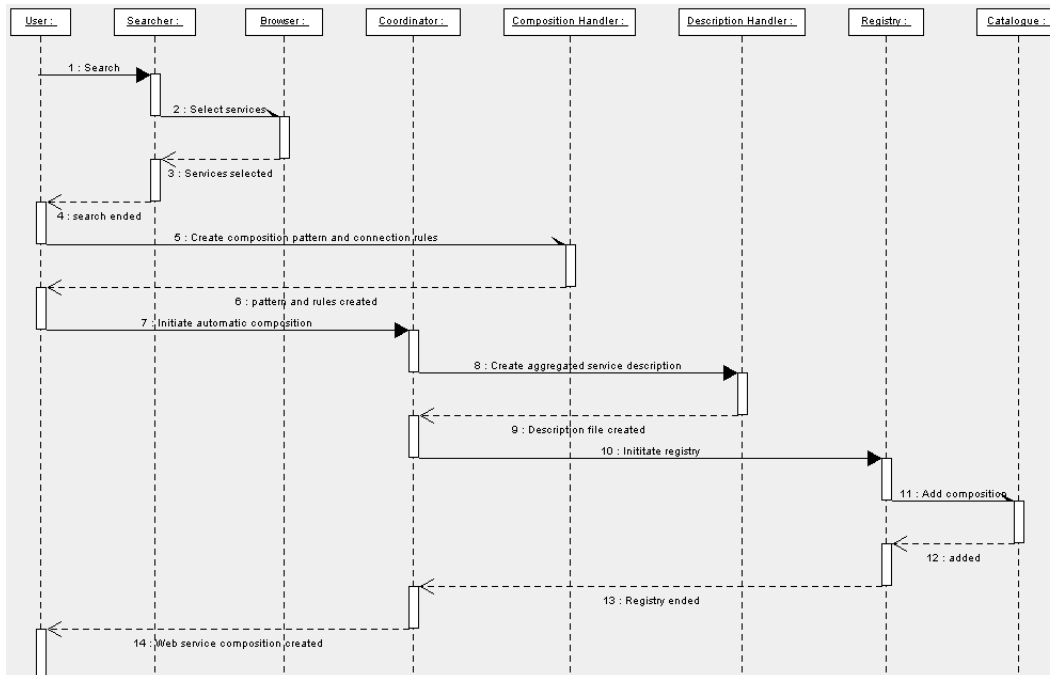 User :
Searcher :
Browser :
Coordinator :
Composition Handler :
Description Handler :
Registry :
Catalogue :
1 : Search
2 : Select services
3 : Services selected
4 : search ended
5 : Create composition pattern and connection rules
6 : pattern and rules created
7 : Initiate automatic composition
8 : Create aggregated service description
9 : Description file created
10 : Inititate registry
11 : Add composition
12 : added
13 : Registry ended
14 : Web service composition created